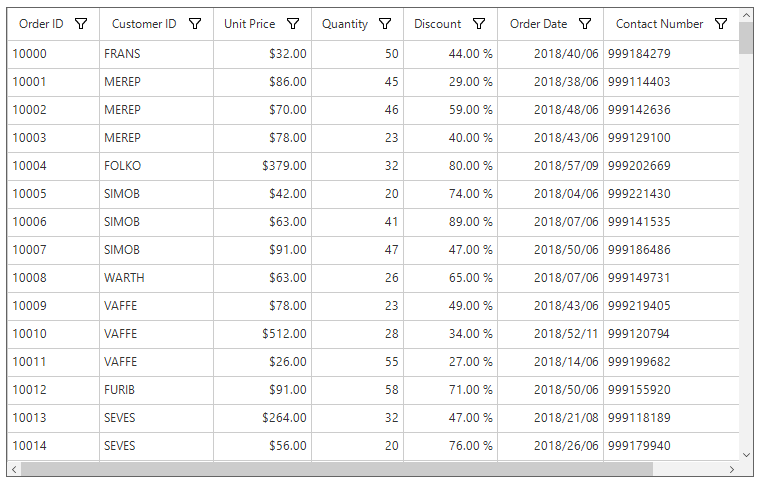 Order ID Customer ID Unit Price Quantity Discount Order Date Contact Number
10000 FRANS $32.00 50 44.00 % 2018/40/06 999184279
10001 MEREP $86.00 45 29.00 % 2018/38/06 999114403
10002 MEREP $70.00 46 59.00 % 2018/48/06 999142636
10003 MEREP $78.00 23 40.00 % 2018/43/06 999129100
10004 FOLKO $379.00 32 80.00 % 2018/57/09 999202669
10005 SIMOB $42.00 20 74.00 % 2018/04/06 999221430
10006 SIMOB $63.00 41 89.00 % 2018/07/06 999141535
10007 SIMOB $91.00 47 47.00 % 2018/50/06 999186486
10008 WARTH $63.00 26 65.00 % 2018/07/06 999149731
10009 VAFFE $78.00 23 49.00 % 2018/43/06 999219405
10010 VAFFE $512.00 28 34.00 % 2018/52/11 999120794
10011 VAFFE $26.00 55 27.00 % 2018/14/06 999199682
10012 FURIB $91.00 58 71.00 % 2018/50/06 999155920
10013 SEVES $264.00 32 47.00 % 2018/21/08 999118189
10014 SEVES $56.00 20 76.00 % 2018/26/06 999179940